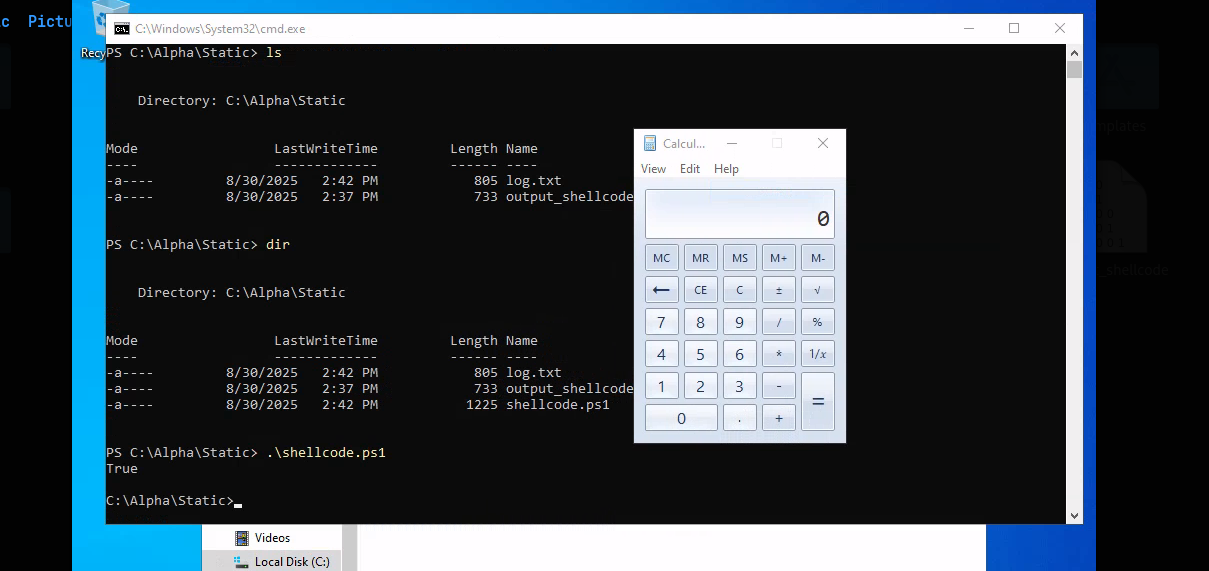 c Pictu
C:\Windows\System32\cmd.exe
Recy
PS C:\Alpha\Static> ls
Directory: C:\Alpha\Static
Mode LastWriteTime Length Name
---- ------------- ------ ----
-a---- 8/30/2025 2:42 PM 805 log.txt
-a---- 8/30/2025 2:37 PM 733 output_shellcode
PS C:\Alpha\Static> dir
Directory: C:\Alpha\Static
Mode LastWriteTime Length Name
---- ------------- ------ ----
-a---- 8/30/2025 2:42 PM 805 log.txt
-a---- 8/30/2025 2:37 PM 733 output_shellcode
-a---- 8/30/2025 2:42 PM 1225 shellcode.ps1
PS C:\Alpha\Static> .\shellcode.ps1
True
C:\Alpha\Static>
Calcul...
View Edit Help
0
MC MR MS M+ M-
← CE C ± √
7 8 9 / %
4 5 6 * 1/x
1 2 3 - =
0 . +
mplates
_shellcode
Videos
Local Disk (C:)